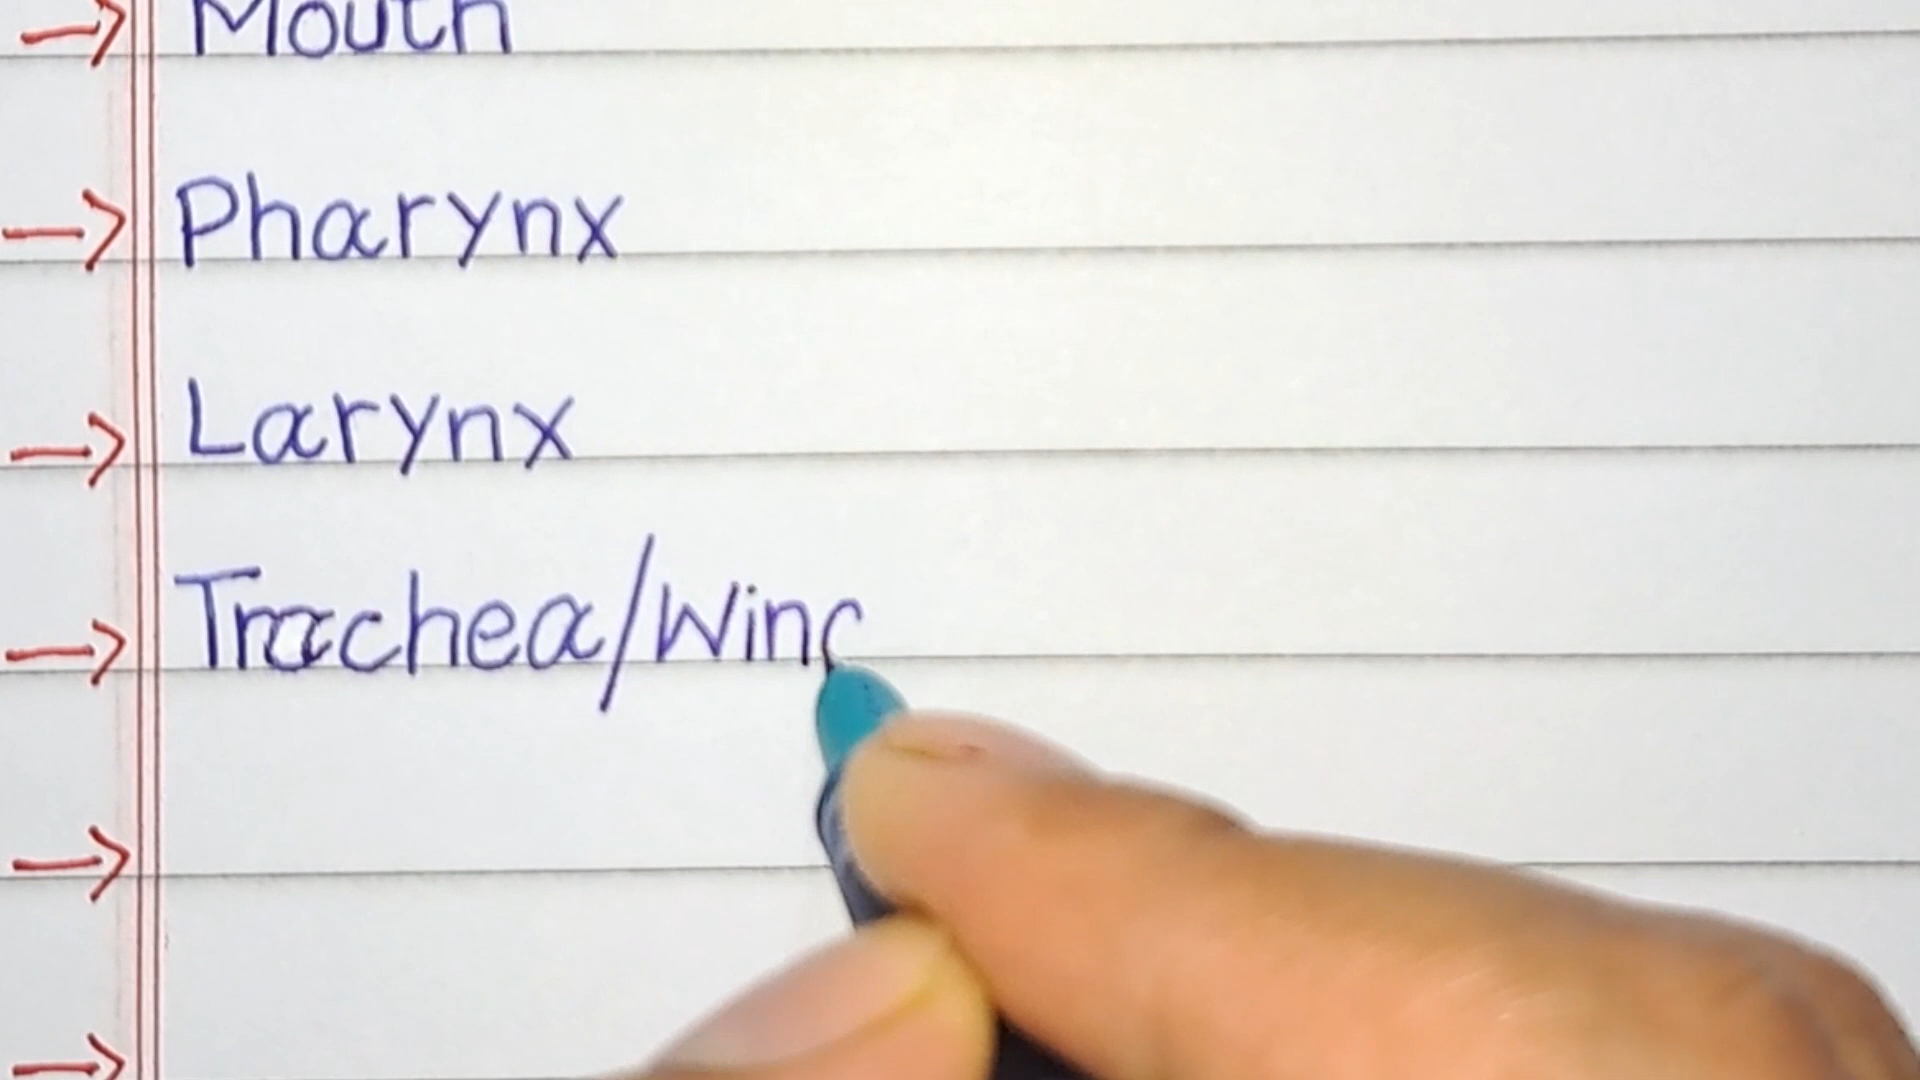 → Mouth
→ Pharynx
→ Larynx
→ Trachea/Winc
→
→